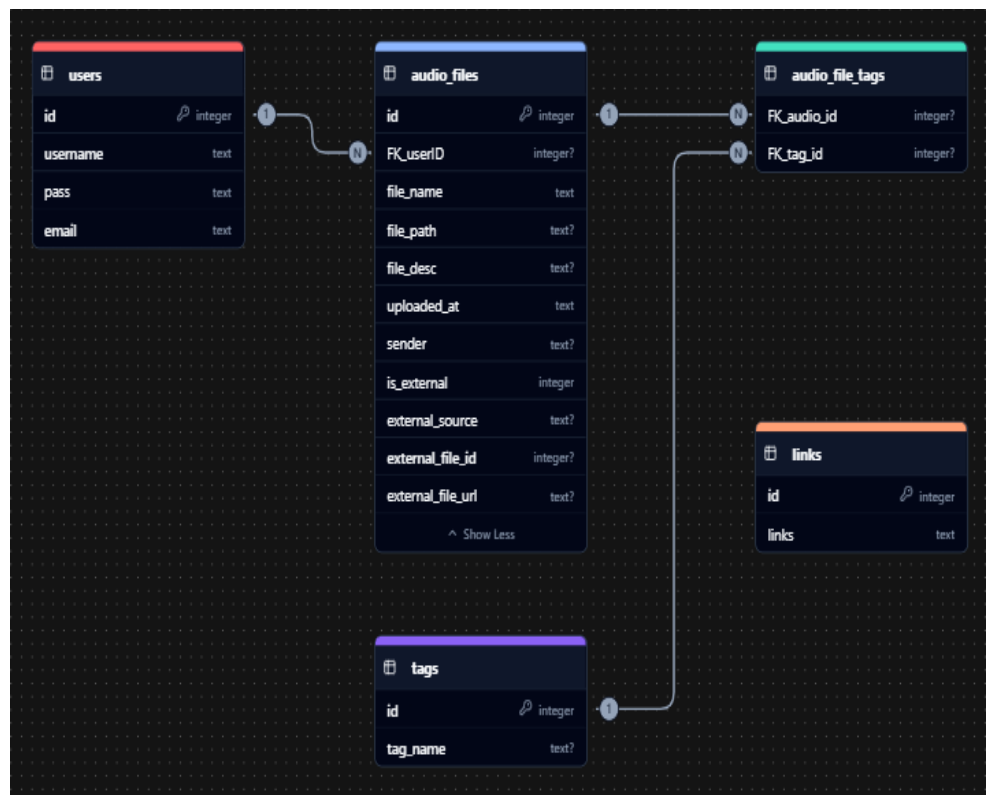 users
id integer
username text
pass text
email text
1
N
audio_files
id integer
FK_userID integer?
file_name text
file_path text?
file_desc text?
uploaded_at text
sender text?
is_external integer
external_source text?
external_file_id integer?
external_file_url text?
Show Less
1
N
N
audio_file_tags
FK_audio_id integer?
FK_tag_id integer?
links
id integer
links text
tags
id integer
tag_name text?
1